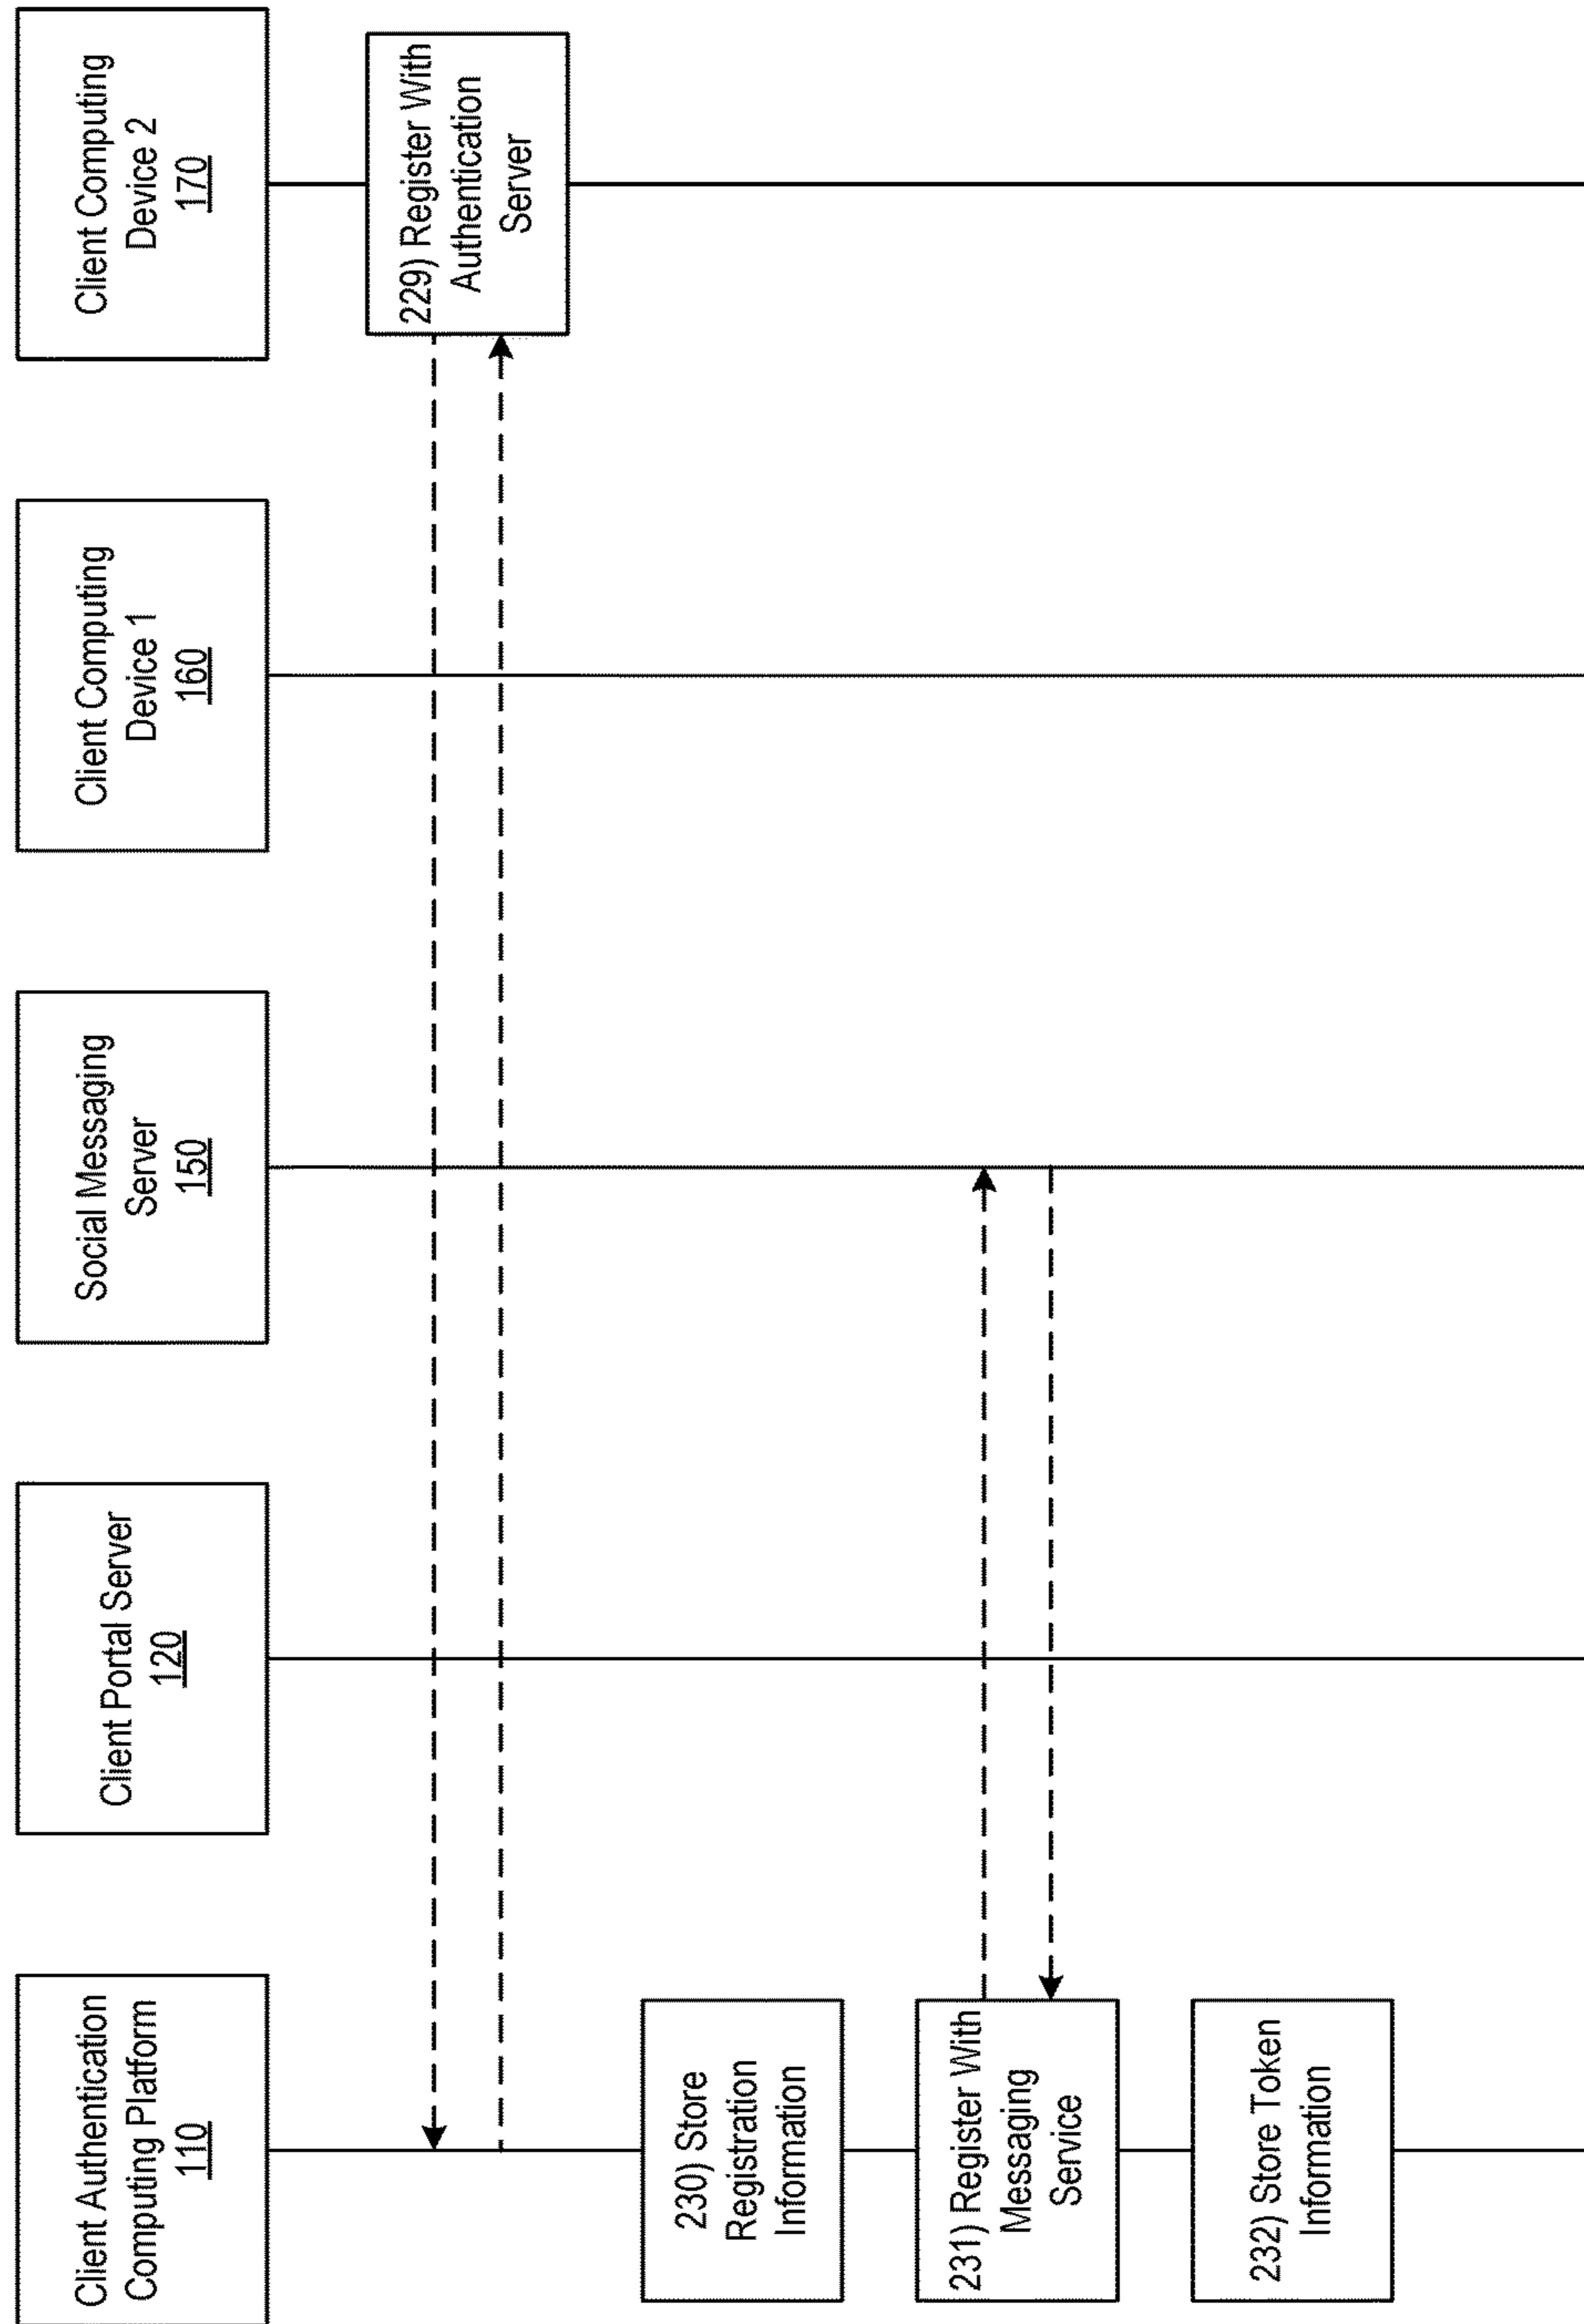 Client Authentication
Computing Platform
110
Client Portal Server
120
Social Messaging
Server
150
Client Computing
Device 1
160
Client Computing
Device 2
170
229) Register With
Authentication
Server
230) Store
Registration
Information
231) Register With
Messaging
Service
232) Store Token
Information